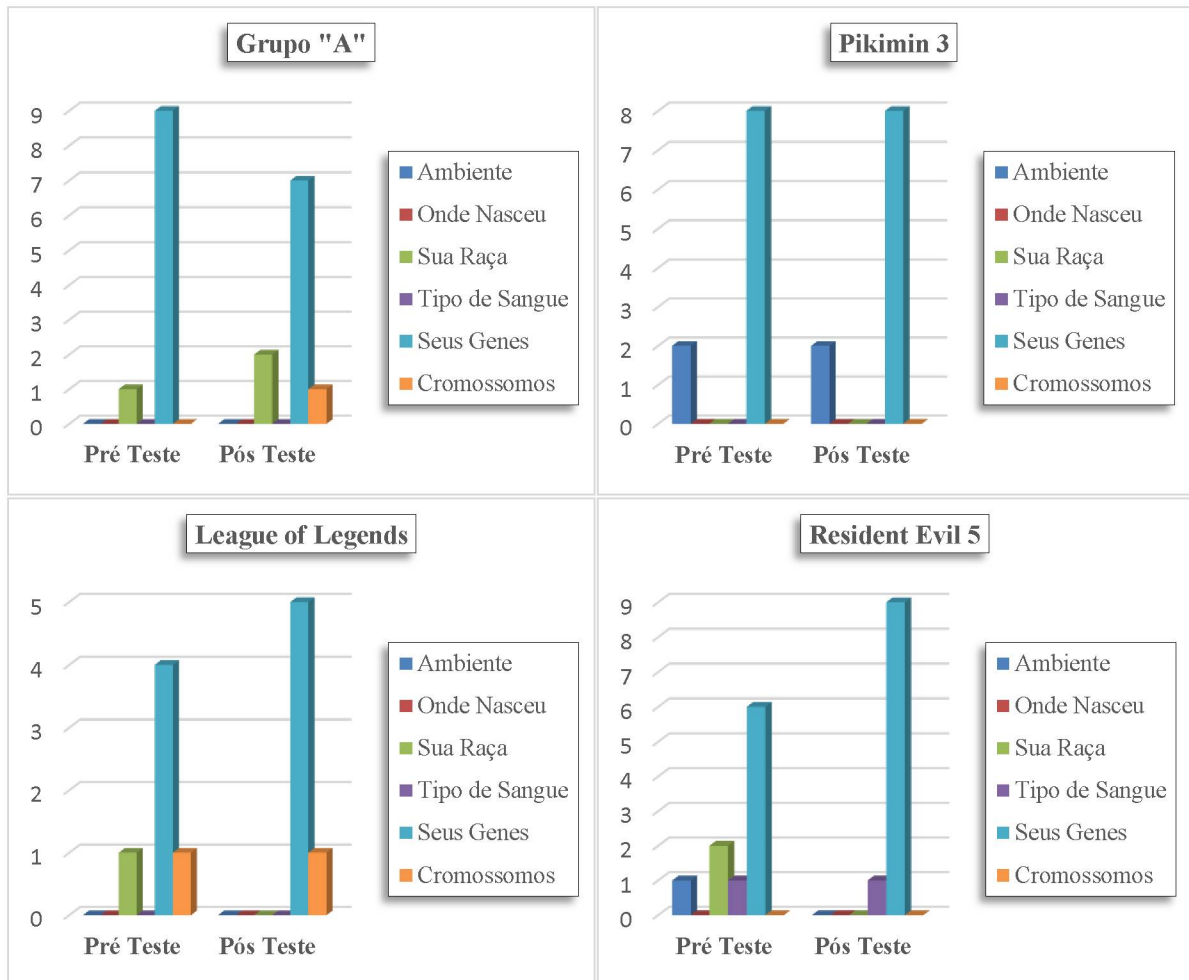 Grupo "A"
9
8
7
6
5
4
3
2
1
0
Pré Teste
Pós Teste
Ambiente
Onde Nasceu
Sua Raça
Tipo de Sangue
Seus Genes
Cromossomos
Pikimin 3
8
7
6
5
4
3
2
1
0
Pré Teste
Pós Teste
Ambiente
Onde Nasceu
Sua Raça
Tipo de Sangue
Seus Genes
Cromossomos
League of Legends
5
4
3
2
1
0
Pré Teste
Pós Teste
Ambiente
Onde Nasceu
Sua Raça
Tipo de Sangue
Seus Genes
Cromossomos
Resident Evil 5
9
8
7
6
5
4
3
2
1
0
Pré Teste
Pós Teste
Ambiente
Onde Nasceu
Sua Raça
Tipo de Sangue
Seus Genes
Cromossomos